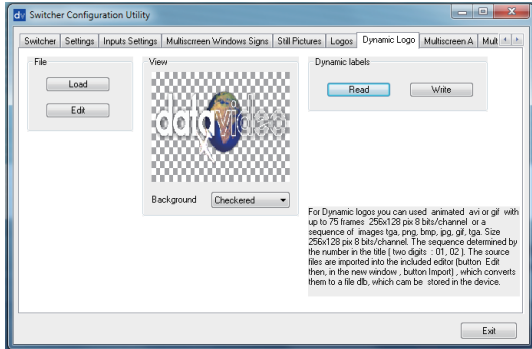 dv Switcher Configuration Utility
Switcher Settings Inputs Settings Multiscrreen Windows Signs Still Pictures Logos Dynamic Logo Multiscreen A Mult
File
Load
Edit
View
datavideo
Background Checkered
Dynamic labels
Read Write
For Dynamic logos you can used animated avi or gif with
up to 75 frames 256x128 pix 8 bits/channel or a
sequence of images tga, png, bmp, jpg, gif, tga. Size
256x128 pix 8 bits/channel. The sequence determined by
the number in the title ( two digits : 01, 02 ). The source
files are imported into the included editor (button Edit
then, in the new window , button Import) , which converts
them to a file dlb, which cam be stored in the device.
Exit